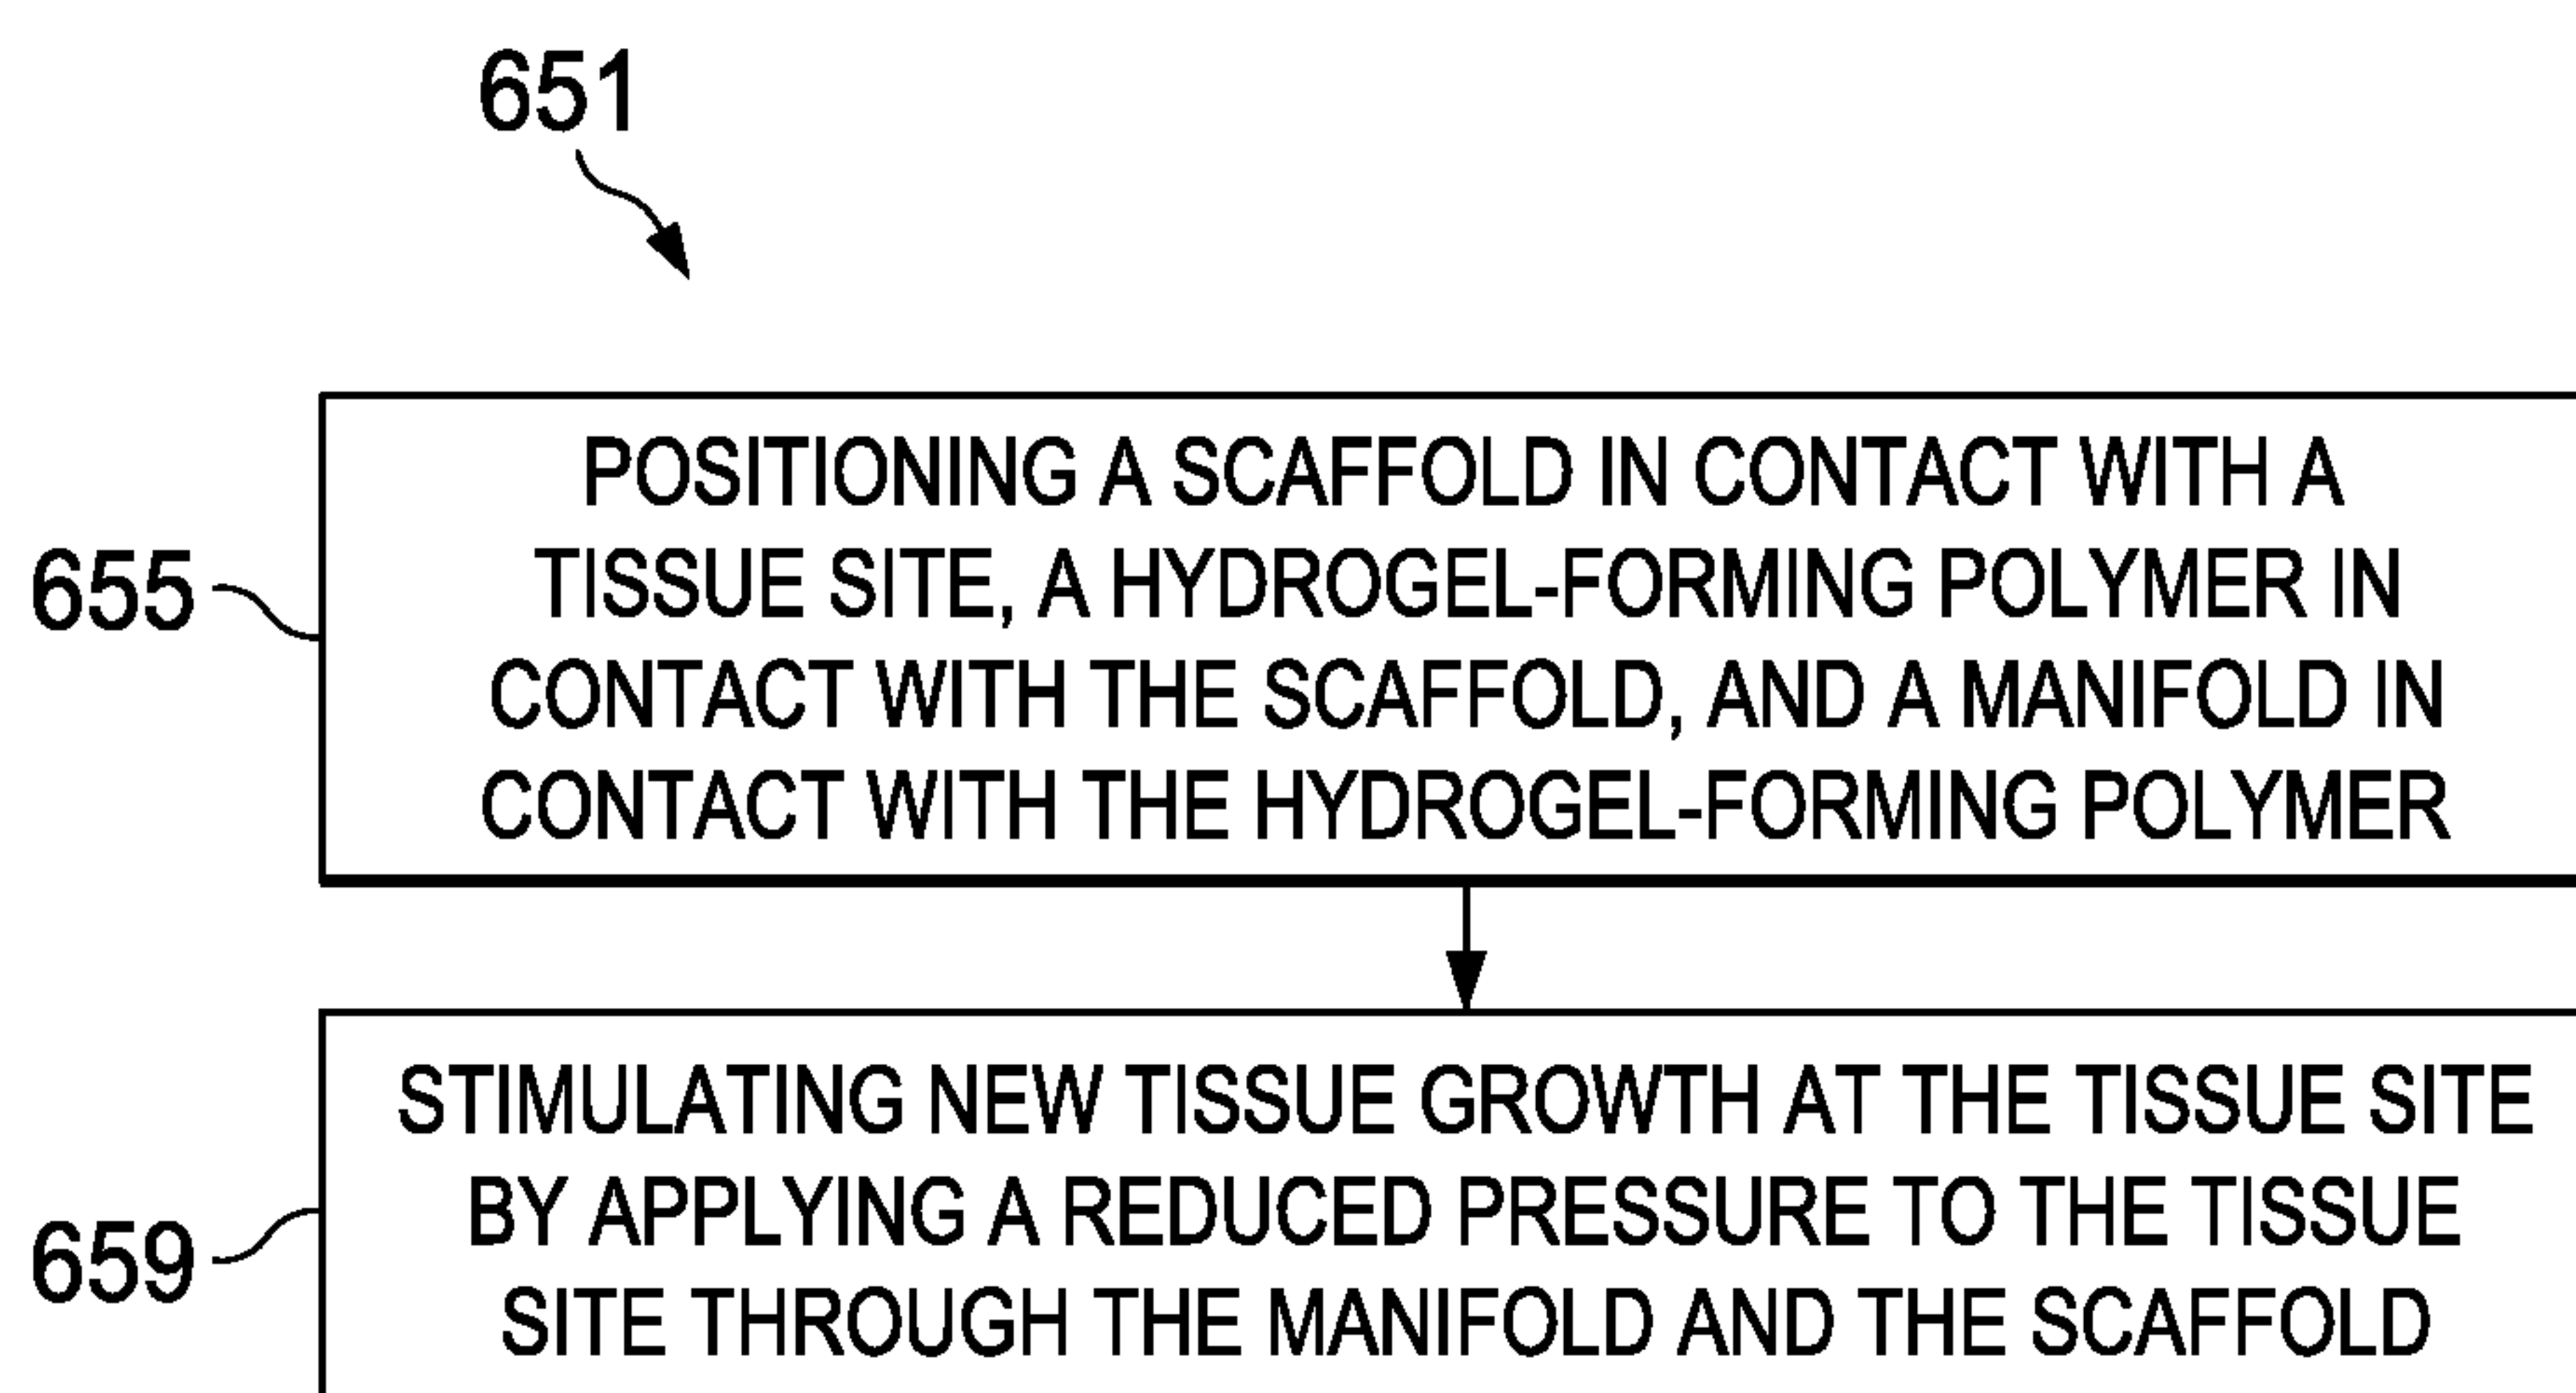 651
655
POSITIONING A SCAFFOLD IN CONTACT WITH A
TISSUE SITE, A HYDROGEL-FORMING POLYMER IN
CONTACT WITH THE SCAFFOLD, AND A MANIFOLD IN
CONTACT WITH THE HYDROGEL-FORMING POLYMER
659
STIMULATING NEW TISSUE GROWTH AT THE TISSUE SITE
BY APPLYING A REDUCED PRESSURE TO THE TISSUE
SITE THROUGH THE MANIFOLD AND THE SCAFFOLD